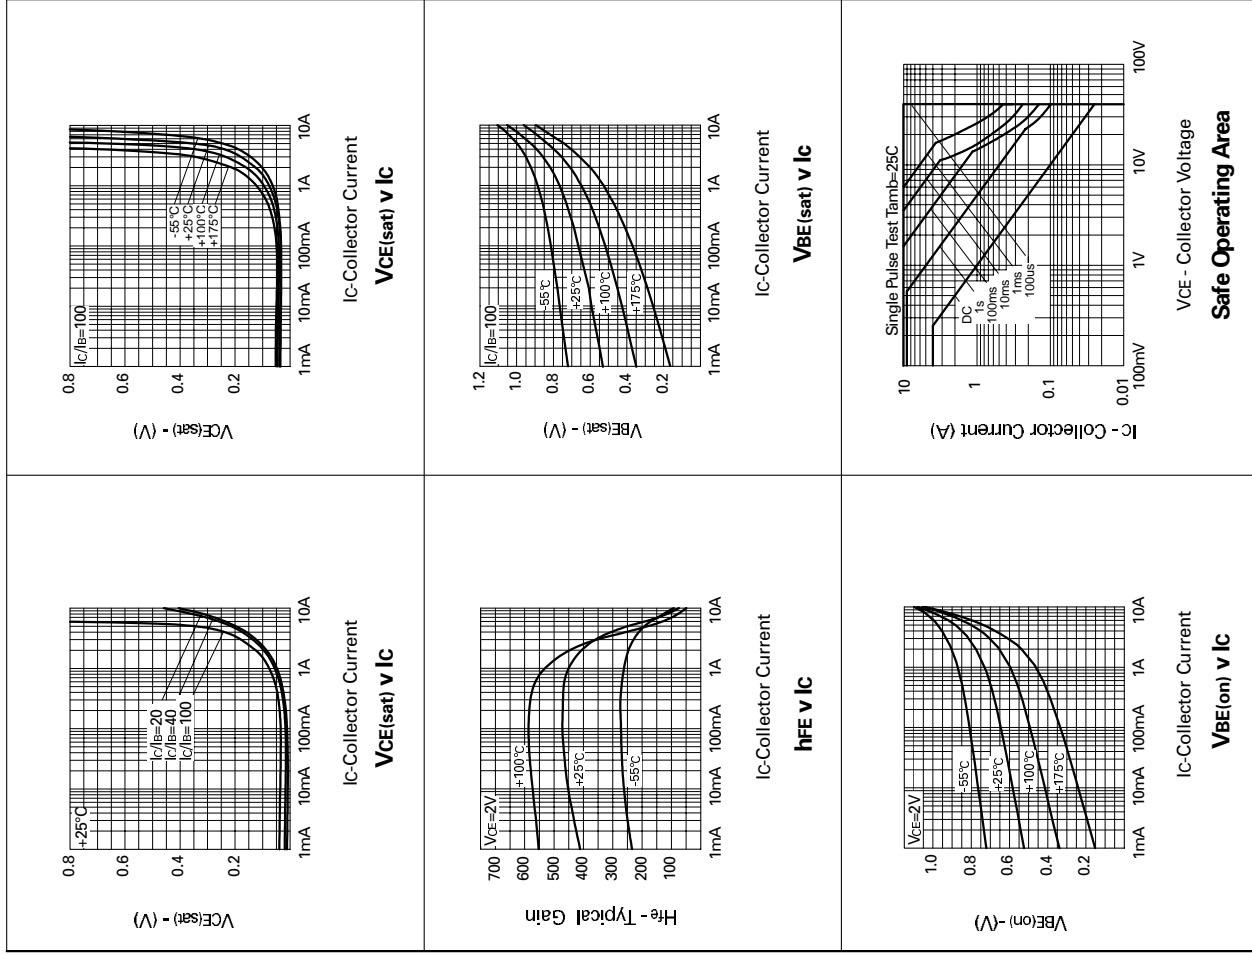 +25°C
0.8
0.6
0.4
0.2
IC/IB=20
IC/IB=40
IC/IB=100
1mA
10mA
100mA
1A
10A
VCE(sat) - (V)
IC-Collector Current
VCE(sat) v IC
IC/IB=100
0.8
0.6
0.4
0.2
-55°C
+25°C
+100°C
+175°C
1mA
10mA
100mA
1A
10A
VCE(sat) - (V)
IC-Collector Current
VCE(sat) v IC
VCE=2V
700
600
500
400
300
200
100
+100°C
+25°C
-55°C
1mA
10mA
100mA
1A
10A
Hfe - Typical Gain
IC-Collector Current
hFE v IC
IC/IB=100
1.2
1.0
0.8
0.6
0.4
0.2
-55°C
+25°C
+100°C
+175°C
1mA
10mA
100mA
1A
10A
VBE(sat) - (V)
IC-Collector Current
VBE(sat) v IC
VCE=2V
1.0
0.8
0.6
0.4
0.2
-55°C
+25°C
+100°C
+175°C
1mA
10mA
100mA
1A
10A
VBE(on)-(V)
IC-Collector Current
VBE(on) v IC
Single Pulse Test Tamb=25C
10
1
0.1
0.01
DC
1s
100ms
10ms
1ms
100us
100mV
1V
10V
100V
IC - Collector Current (A)
VCE - Collector Voltage
Safe Operating Area